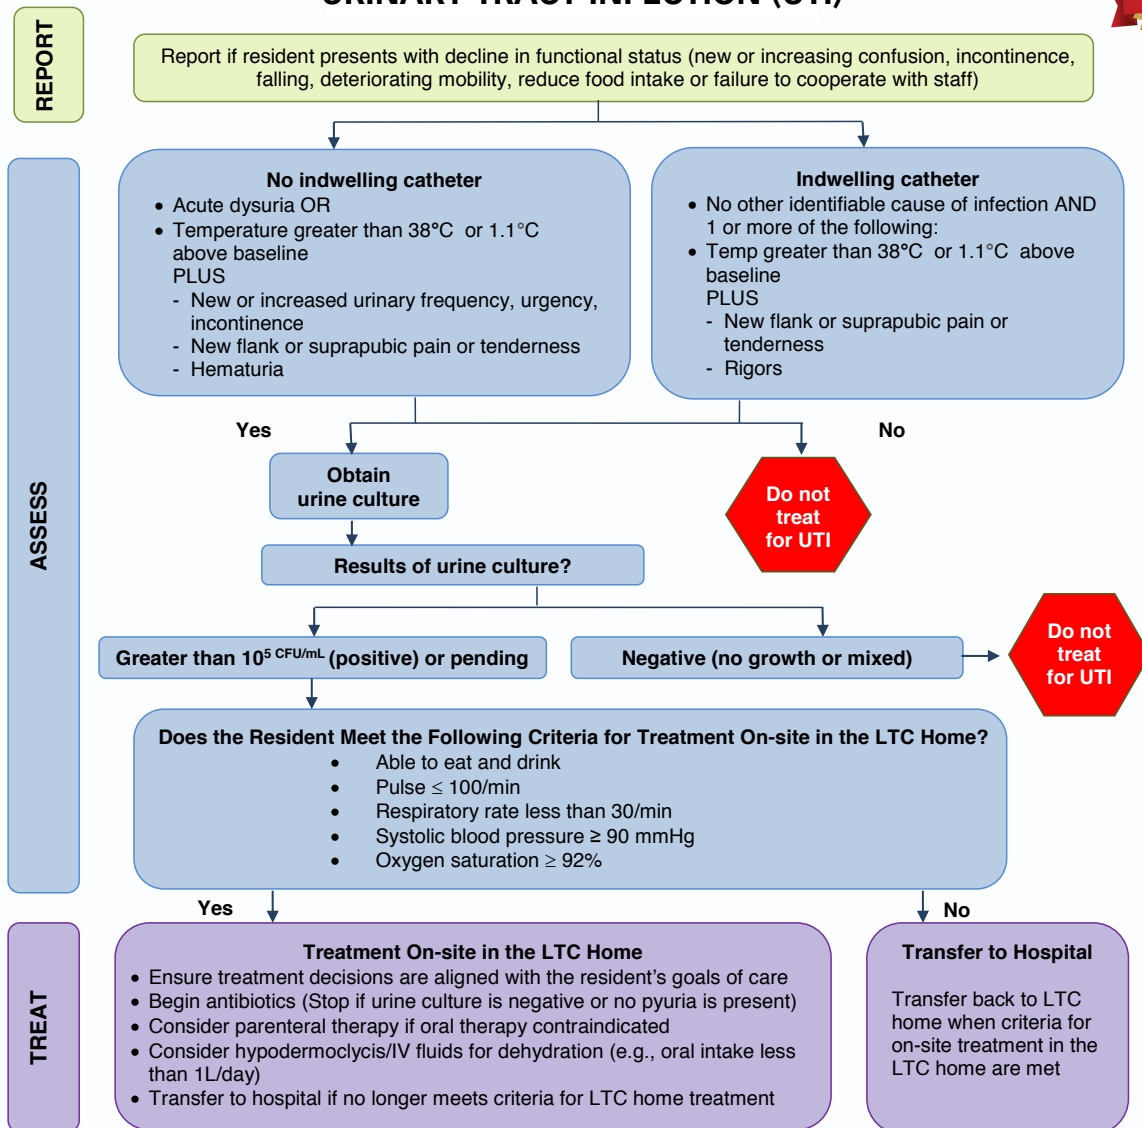 URINARY TRACT INFECTION (UTI)
REPORT
Report if resident presents with decline in functional status (new or increasing confusion, incontinence,
falling, deteriorating mobility, reduce food intake or failure to cooperate with staff)
ASSESS
No indwelling catheter
• Acute dysuria OR
• Temperature greater than 38°C or 1.1°C
above baseline
PLUS
- New or increased urinary frequency, urgency,
incontinence
- New flank or suprapubic pain or tenderness
- Hematuria
Indwelling catheter
• No other identifiable cause of infection AND
1 or more of the following:
• Temp greater than 38°C or 1.1°C above
baseline
PLUS
- New flank or suprapubic pain or
tenderness
- Rigors
Yes
No
Obtain
urine culture
Do not
treat
for UTI
Results of urine culture?
Greater than 10⁵ ᶜᶠᵁ/ᵐᴸ (positive) or pending
Negative (no growth or mixed)
Do not
treat
for UTI
Does the Resident Meet the Following Criteria for Treatment On-site in the LTC Home?
• Able to eat and drink
• Pulse ≤ 100/min
• Respiratory rate less than 30/min
• Systolic blood pressure ≥ 90 mmHg
• Oxygen saturation ≥ 92%
Yes
No
TREAT
Treatment On-site in the LTC Home
• Ensure treatment decisions are aligned with the resident's goals of care
• Begin antibiotics (Stop if urine culture is negative or no pyuria is present)
• Consider parenteral therapy if oral therapy contraindicated
• Consider hypodermoclycis/IV fluids for dehydration (e.g., oral intake less
than 1L/day)
• Transfer to hospital if no longer meets criteria for LTC home treatment
Transfer to Hospital
Transfer back to LTC
home when criteria for
on-site treatment in the
LTC home are met